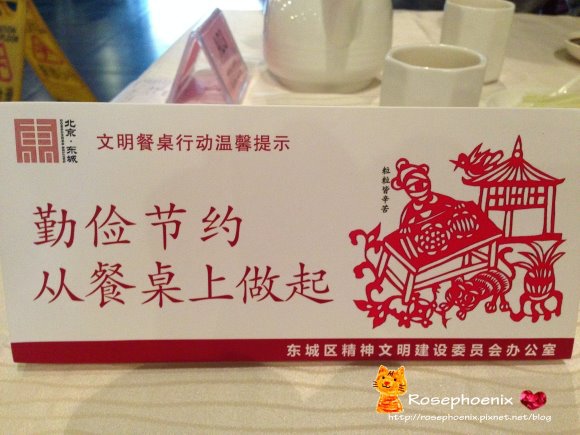 北京·东城
文明餐桌行动温馨提示
粒粒皆辛苦
勤俭节约
从餐桌上做起
东城区精神文明建设委员会办公室
Rosephoenix
http://rosephoenix.pixnet.net/blog